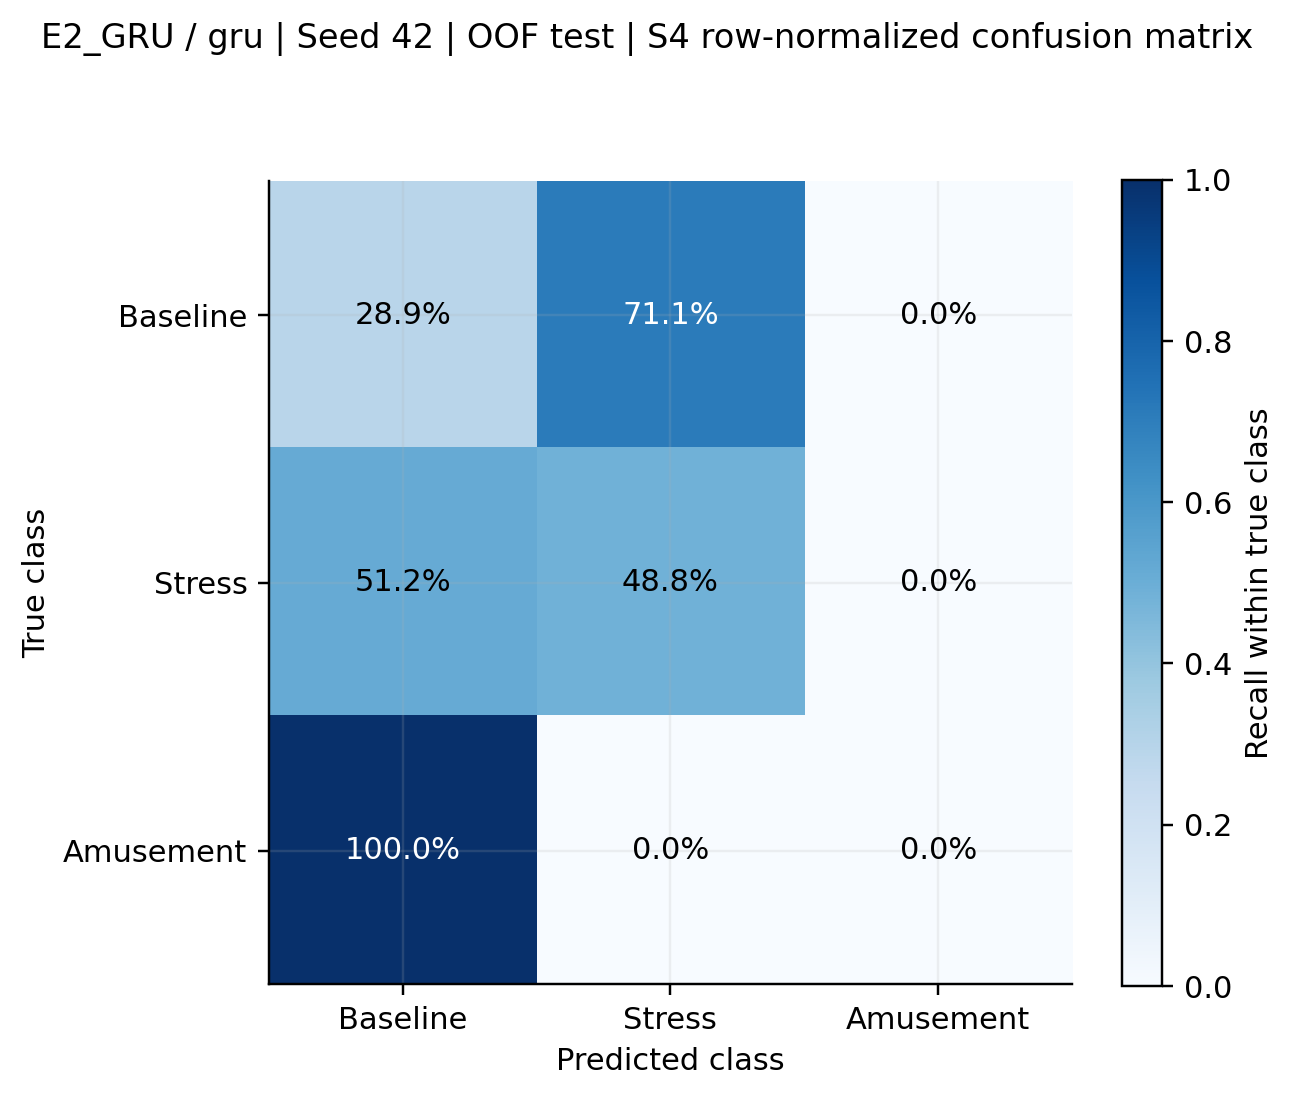 E2_GRU / gru | Seed 42 | OOF test | S4 row-normalized confusion matrix
1.0
0.8
0.6
0.4
0.2
0.0
Recall within true class
True class
Baseline 28.9% 71.1% 0.0%
Stress 51.2% 48.8% 0.0%
Amusement 100.0% 0.0% 0.0%
Baseline Stress Amusement
Predicted class